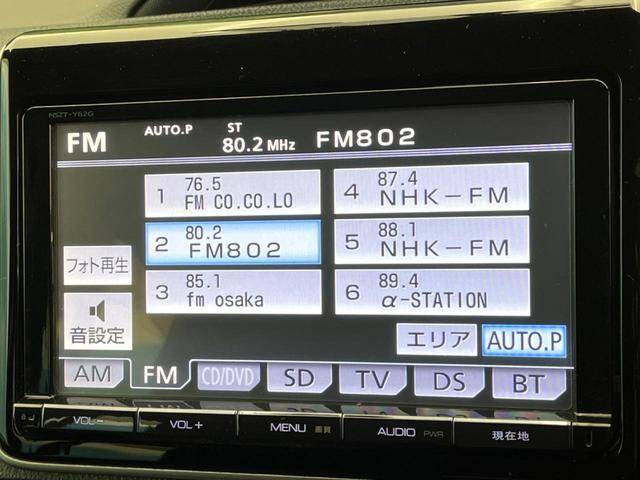 NSZT-Y62G
FM AUTO.P ST 80.2 MHz FM802
1 76.5 FM CO.CO.LO
4 87.4 NHK-FM
2 80.2 FM802
5 88.1 NHK-FM
3 85.1 fm osaka
6 89.4 α-STATION
フォト再生
音設定
エリア AUTO.P
AM FM CD/DVD SD TV DS BT
VOL- VOL+ MENU 画質 AUDIO PWR 現在地